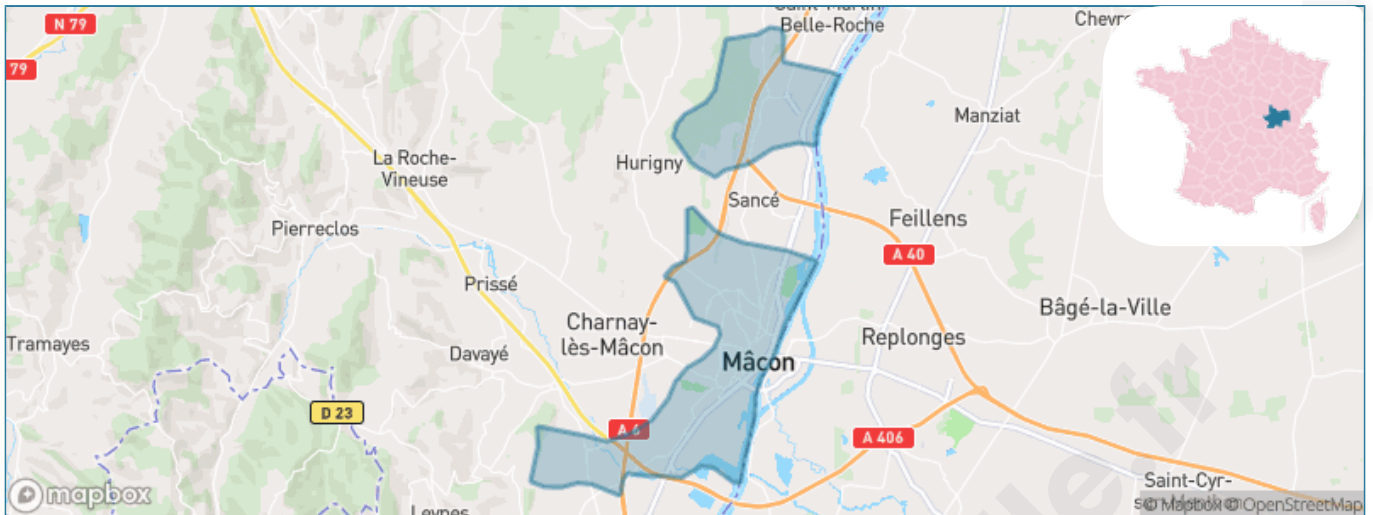 N 79
Saint-Martin-
Belle-Roche
79
Manziat
La Roche-
Vineuse
Hurigny
Sancé
Pierreclos
Feillens
A 40
Prissé
Bâgé-la-Ville
Charnay-
lès-Mâcon
Tramayes
Davayé
Replonges
Mâcon
D 23
A 6
A 406
Saint-Cyr-
mapbox
© Mapbox © OpenStreetMap